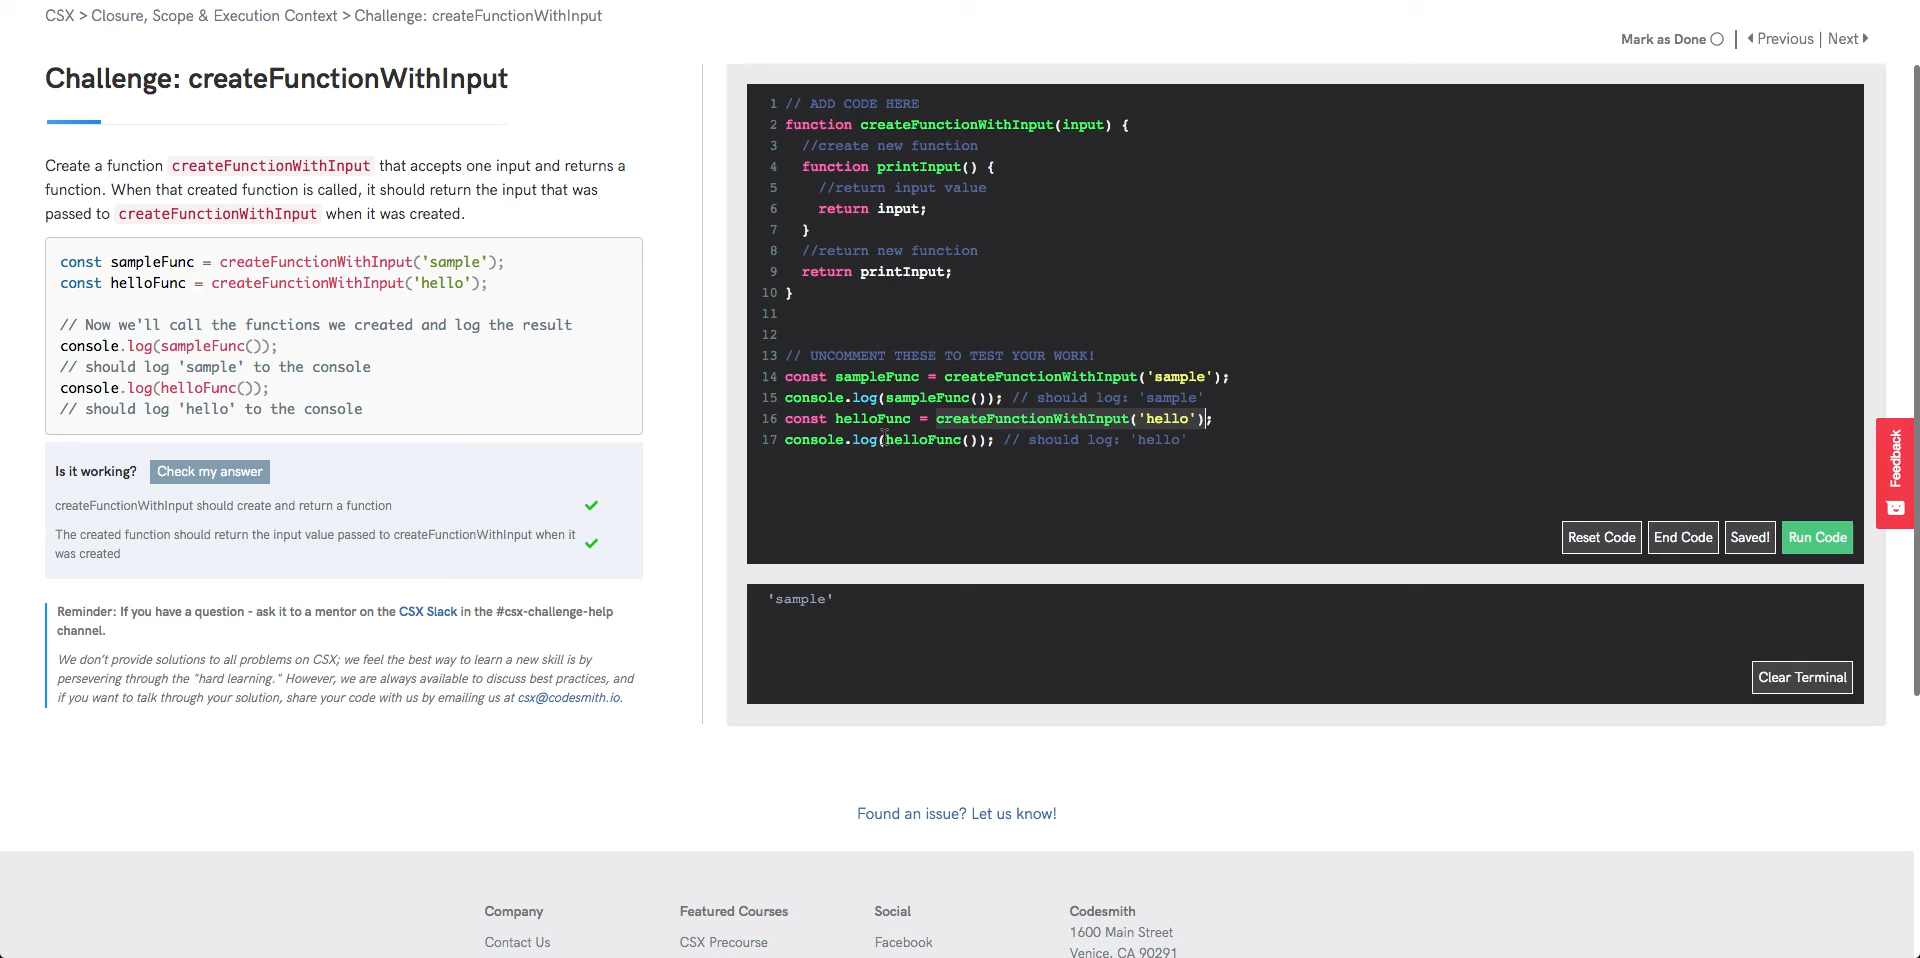 CSX > Closure, Scope & Execution Context > Challenge: createFunctionWithInput
Mark as Done
Previous | Next
Challenge: createFunctionWithInput
Create a function createFunctionWithInput that accepts one input and returns a
function. When that created function is called, it should return the input that was
passed to createFunctionWithInput when it was created.
const sampleFunc = createFunctionWithInput('sample');
const helloFunc = createFunctionWithInput('hello');
// Now we'll call the functions we created and log the result
console.log(sampleFunc());
// should log 'sample' to the console
console.log(helloFunc());
// should log 'hello' to the console
Is it working? Check my answer
createFunctionWithInput should create and return a function
The created function should return the input value passed to createFunctionWithInput when it
was created
Reminder: If you have a question - ask it to a mentor on the CSX Slack in the #csx-challenge-help
channel.
We don't provide solutions to all problems on CSX; we feel the best way to learn a new skill is by
persevering through the "hard learning." However, we are always available to discuss best practices, and
if you want to talk through your solution, share your code with us by emailing us at csx@codesmith.io.
1 // ADD CODE HERE
2 function createFunctionWithInput(input) {
3 //create new function
4 function printInput() {
5 //return input value
6 return input;
7 }
8 //return new function
9 return printInput;
10 }
11
12
13 // UNCOMMENT THESE TO TEST YOUR WORK!
14 const sampleFunc = createFunctionWithInput('sample');
15 console.log(sampleFunc()); // should log: 'sample'
16 const helloFunc = createFunctionWithInput('hello');
17 console.log(helloFunc()); // should log: 'hello'
Reset Code End Code Saved! Run Code
'sample'
Clear Terminal
Feedback
Found an issue? Let us know!
Company
Contact Us
Featured Courses
CSX Precourse
Social
Facebook
Codesmith
1600 Main Street
Venice, CA 90291